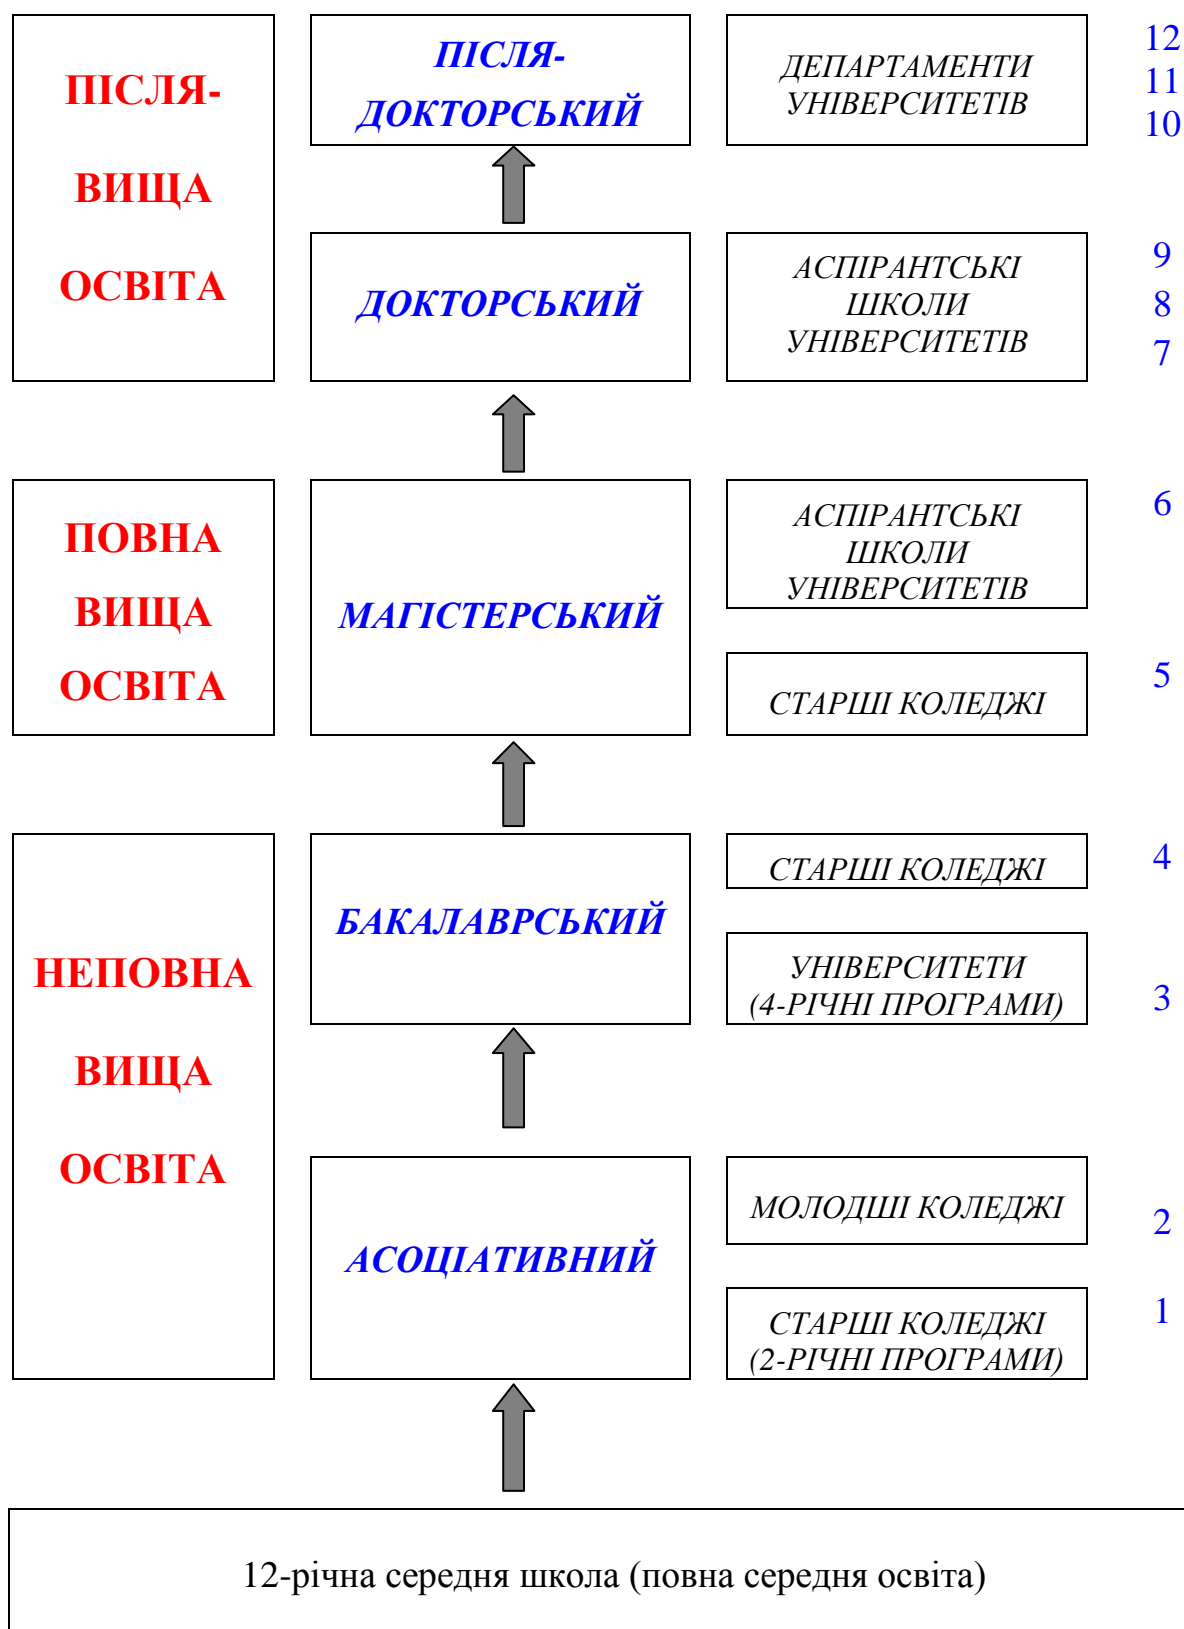 ПІСЛЯ-
ВИЩА
ОСВІТА
ПІСЛЯ-
ДОКТОРСЬКИЙ
ДЕПАРТАМЕНТИ
УНІВЕРСИТЕТІВ
12
11
10
ДОКТОРСЬКИЙ
АСПІРАНТСЬКІ
ШКОЛИ
УНІВЕРСИТЕТІВ
9
8
7
ПОВНА
ВИЩА
ОСВІТА
МАГІСТЕРСЬКИЙ
АСПІРАНТСЬКІ
ШКОЛИ
УНІВЕРСИТЕТІВ
6
СТАРШІ КОЛЕДЖІ
5
НЕПОВНА
ВИЩА
ОСВІТА
БАКАЛАВРСЬКИЙ
СТАРШІ КОЛЕДЖІ
4
УНІВЕРСИТЕТИ
(4-РІЧНІ ПРОГРАМИ)
3
АСОЦІАТИВНИЙ
МОЛОДШІ КОЛЕДЖІ
2
СТАРШІ КОЛЕДЖІ
(2-РІЧНІ ПРОГРАМИ)
1
12-річна середня школа (повна середня освіта)